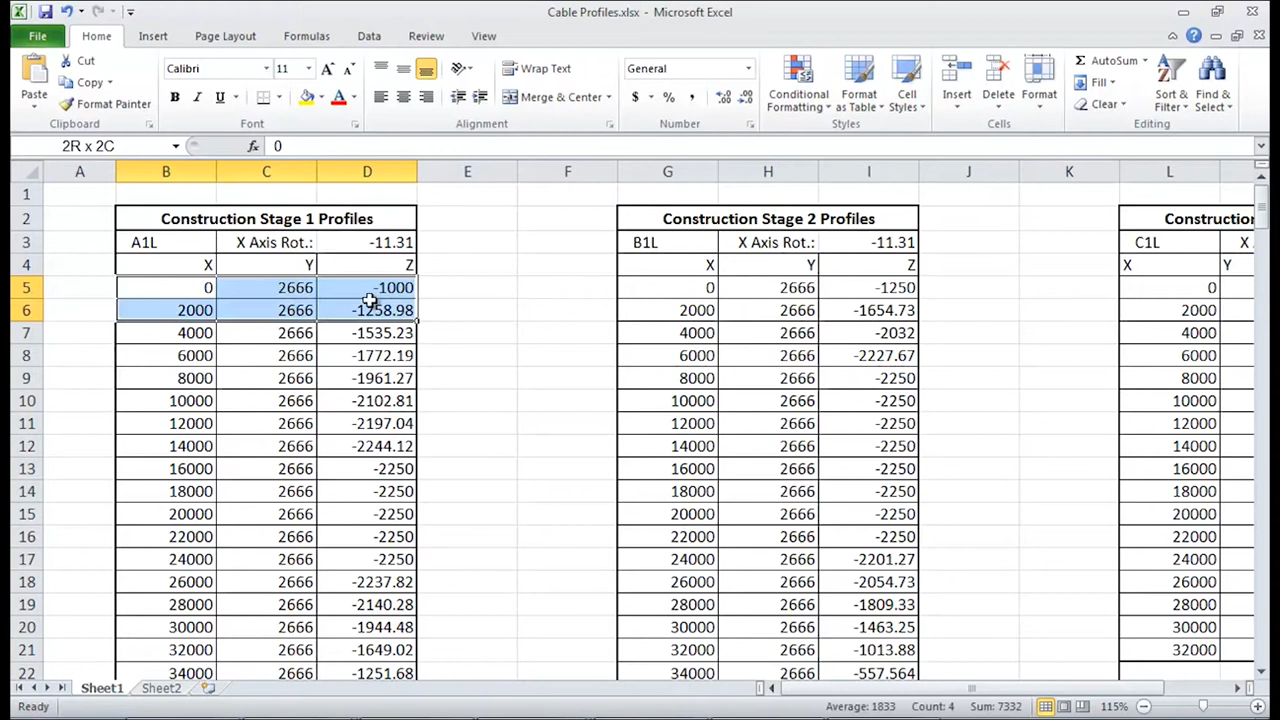 Cable Profiles.xlsx - Microsoft Excel
File Home Insert Page Layout Formulas Data Review View
Paste Cut Copy Format Painter Clipboard
Calibri 11 B I U A Font
Wrap Text Merge & Center Alignment
General $ % , Number
Conditional Formatting Format as Table Cell Styles Styles
Insert Delete Format Cells
AutoSum Fill Clear Sort & Filter Find & Select Editing
2R x 2C fx 0
A B C D E F G H I J K L
1
2 Construction Stage 1 Profiles Construction Stage 2 Profiles Construction
3 A1L X Axis Rot.: -11.31 B1L X Axis Rot.: -11.31 C1L X A
4 X Y Z X Y Z X Y
5 0 2666 -1000 0 2666 -1250 0
6 2000 2666 -1258.98 2000 2666 -1654.73 2000
7 4000 2666 -1535.23 4000 2666 -2032 4000
8 6000 2666 -1772.19 6000 2666 -2227.67 6000
9 8000 2666 -1961.27 8000 2666 -2250 8000
10 10000 2666 -2102.81 10000 2666 -2250 10000
11 12000 2666 -2197.04 12000 2666 -2250 12000
12 14000 2666 -2244.12 14000 2666 -2250 14000
13 16000 2666 -2250 16000 2666 -2250 16000
14 18000 2666 -2250 18000 2666 -2250 18000
15 20000 2666 -2250 20000 2666 -2250 20000
16 22000 2666 -2250 22000 2666 -2250 22000
17 24000 2666 -2250 24000 2666 -2201.27 24000
18 26000 2666 -2237.82 26000 2666 -2054.73 26000
19 28000 2666 -2140.28 28000 2666 -1809.33 28000
20 30000 2666 -1944.48 30000 2666 -1463.25 30000
21 32000 2666 -1649.02 32000 2666 -1013.88 32000
22 34000 2666 -1251.68 34000 2666 -557.564
Sheet1 Sheet2
Ready Average: 1833 Count: 4 Sum: 7332 115%